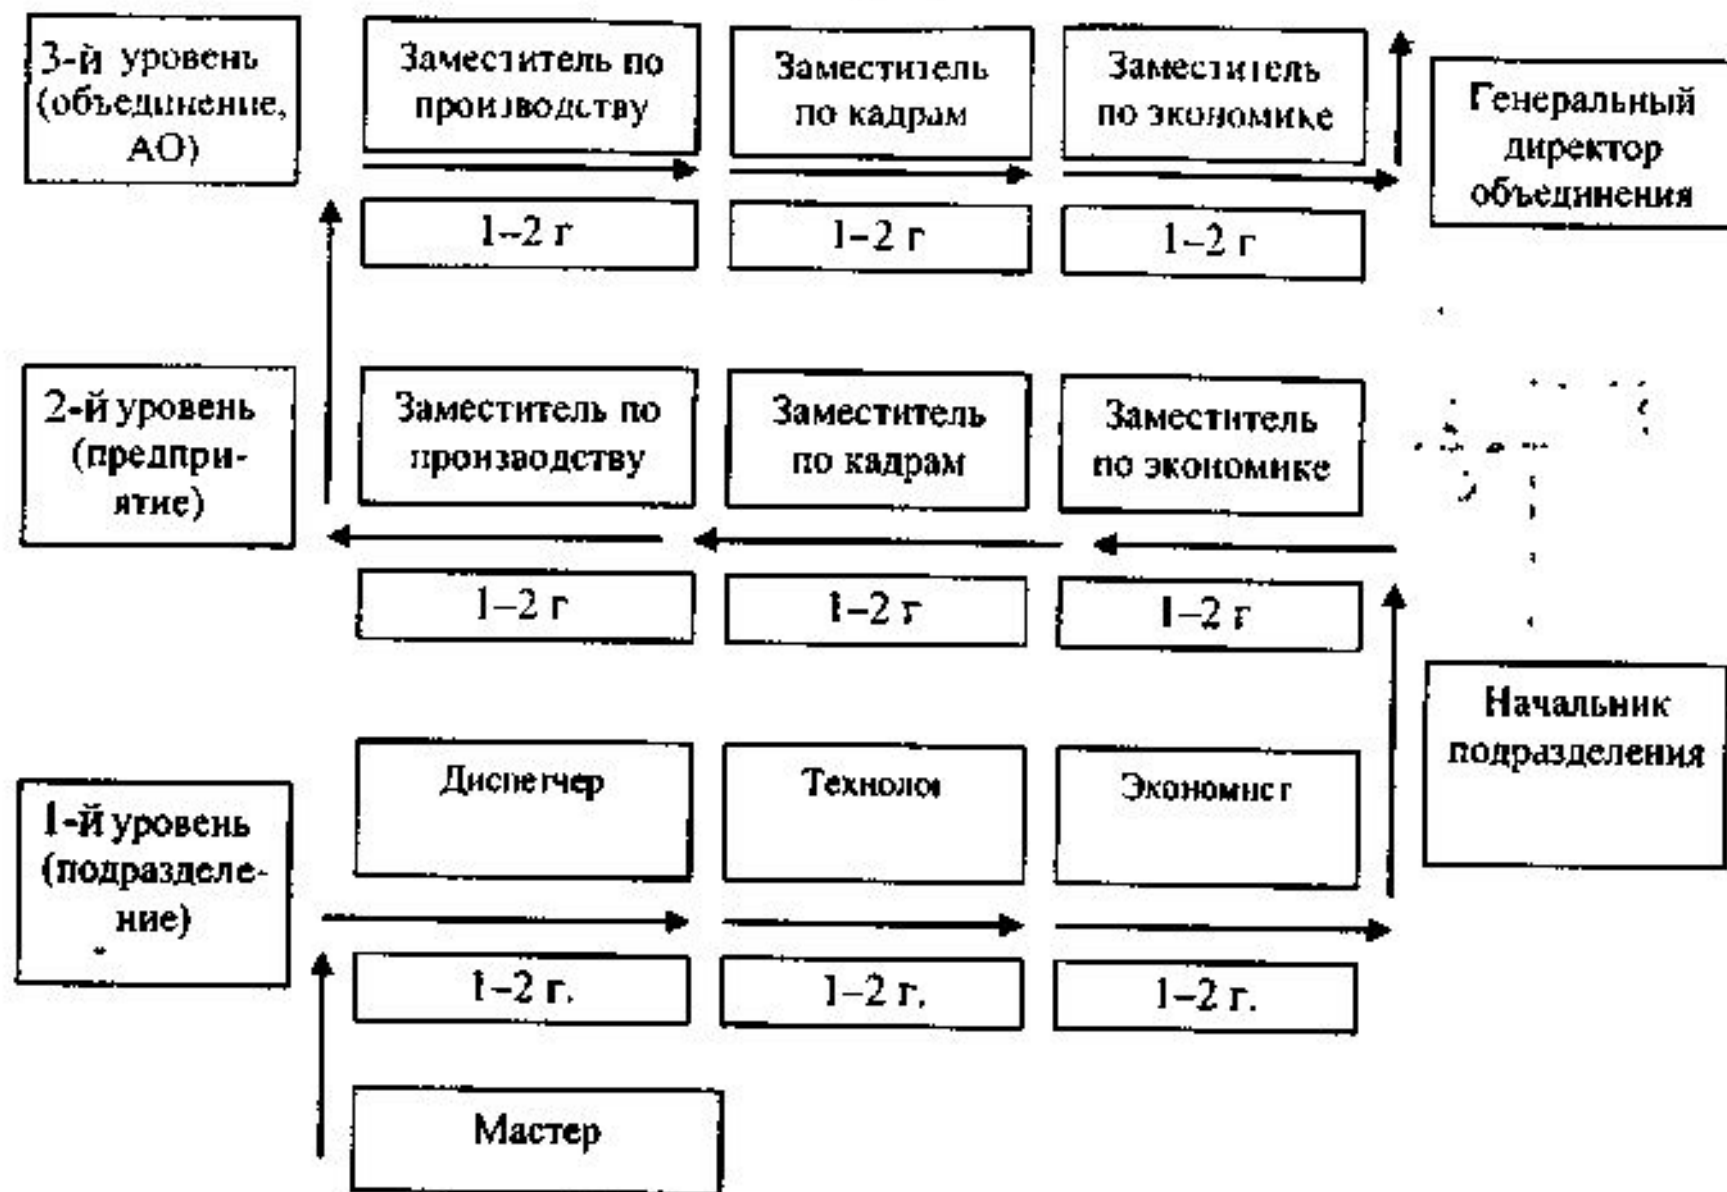 3-й уровень
(объединение,
АО)
Заместитель по
производству
Заместитель
по кадрам
Заместитель
по экономике
Генеральный
директор
объединения
1–2 г
1–2 г
1–2 г
2-й уровень
(предпри-
ятие)
Заместитель по
производству
Заместитель
по кадрам
Заместитель
по экономике
1–2 г
1–2 г
1–2 г
Начальник
подразделения
1-й уровень
(подразделе-
ние)
Диспетчер
Технолог
Экономист
1–2 г.
1–2 г.
1–2 г.
Мастер